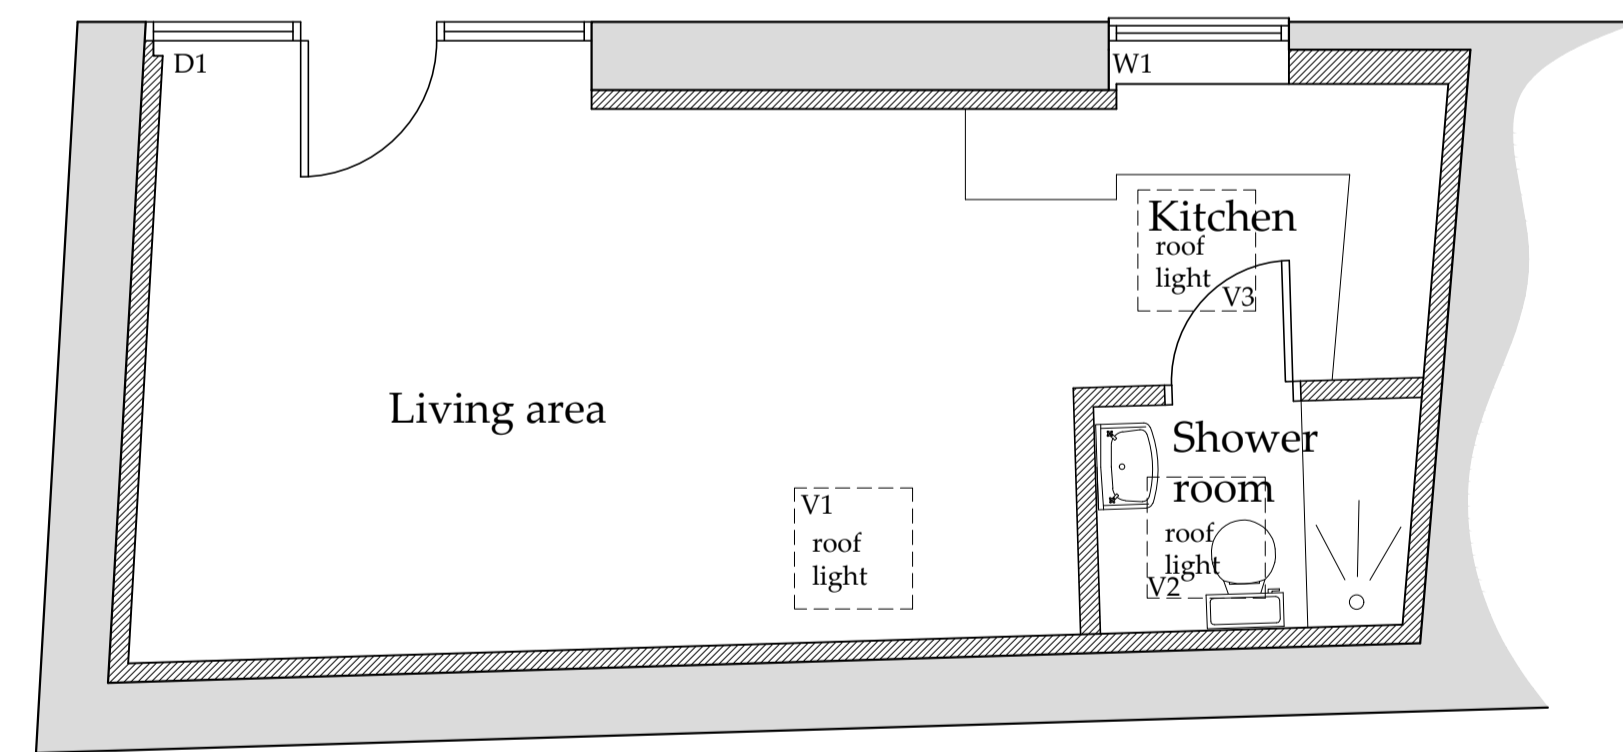 D1
W1
Kitchen
roof
light
V3
Living area
Shower
room
V1
roof
light
roof
light
V2